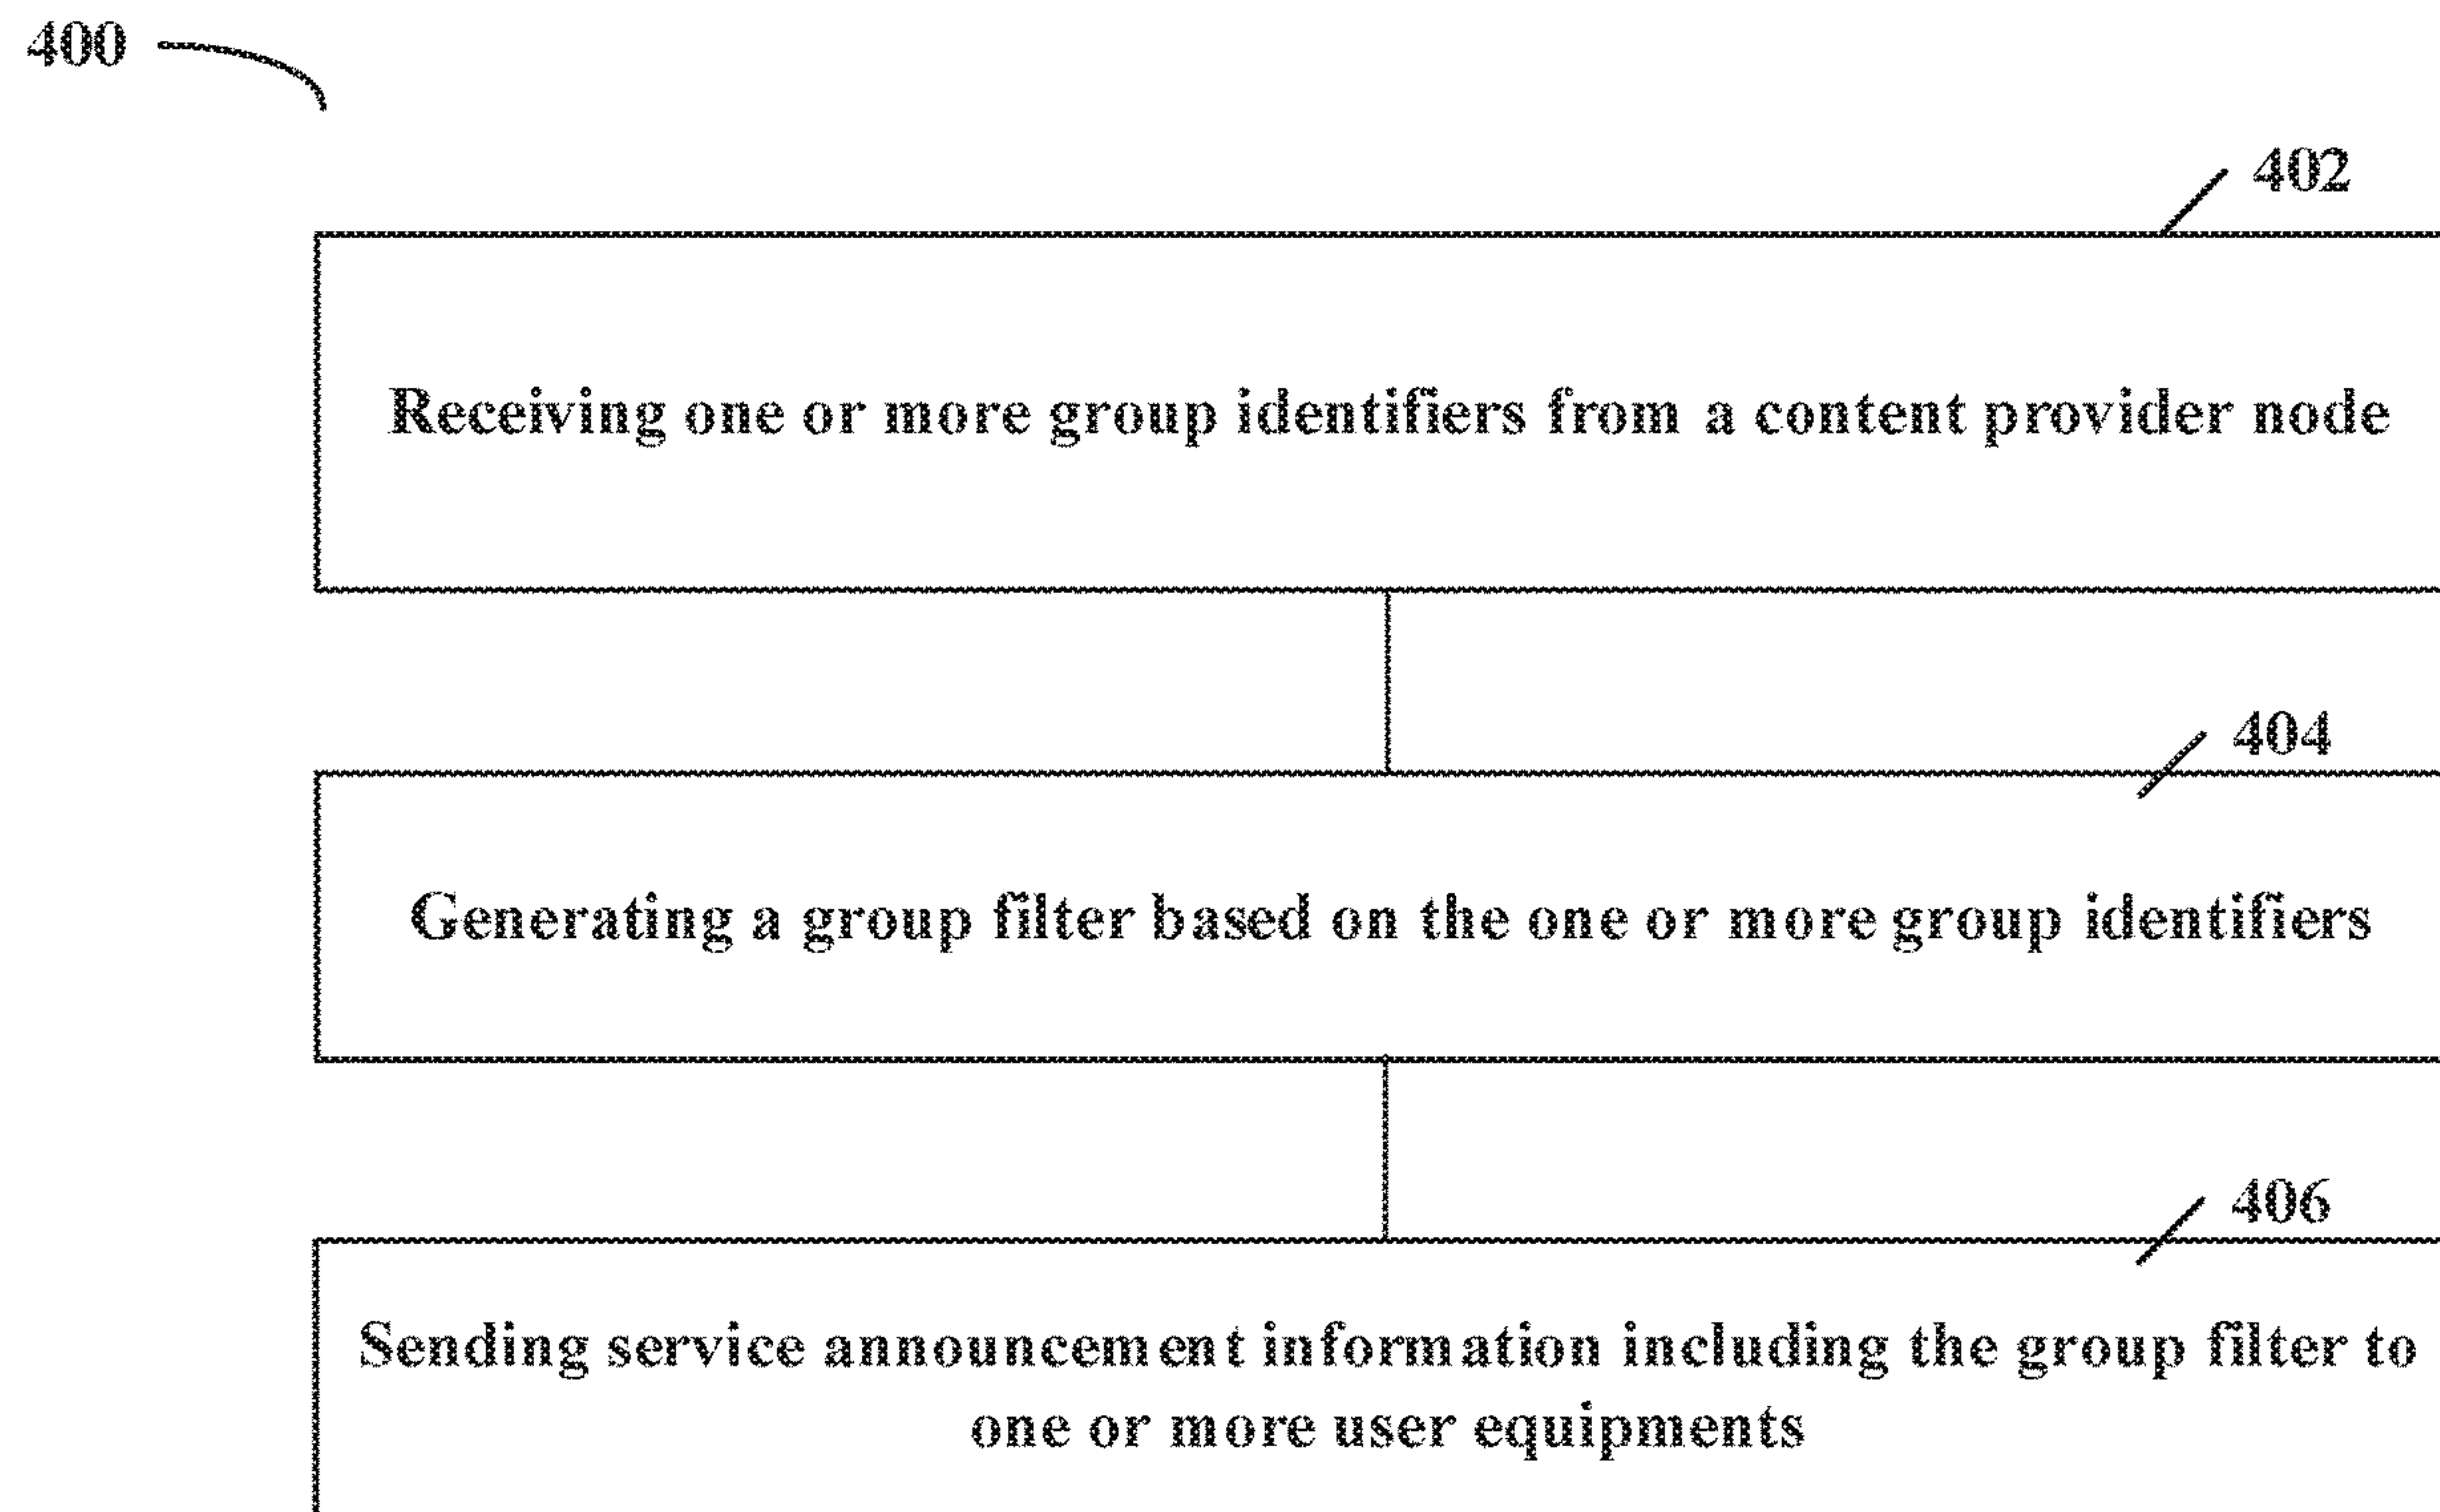 400
402
Receiving one or more group identifiers from a content provider node
404
Generating a group filter based on the one or more group identifiers
406
Sending service announcement information including the group filter to
one or more user equipments